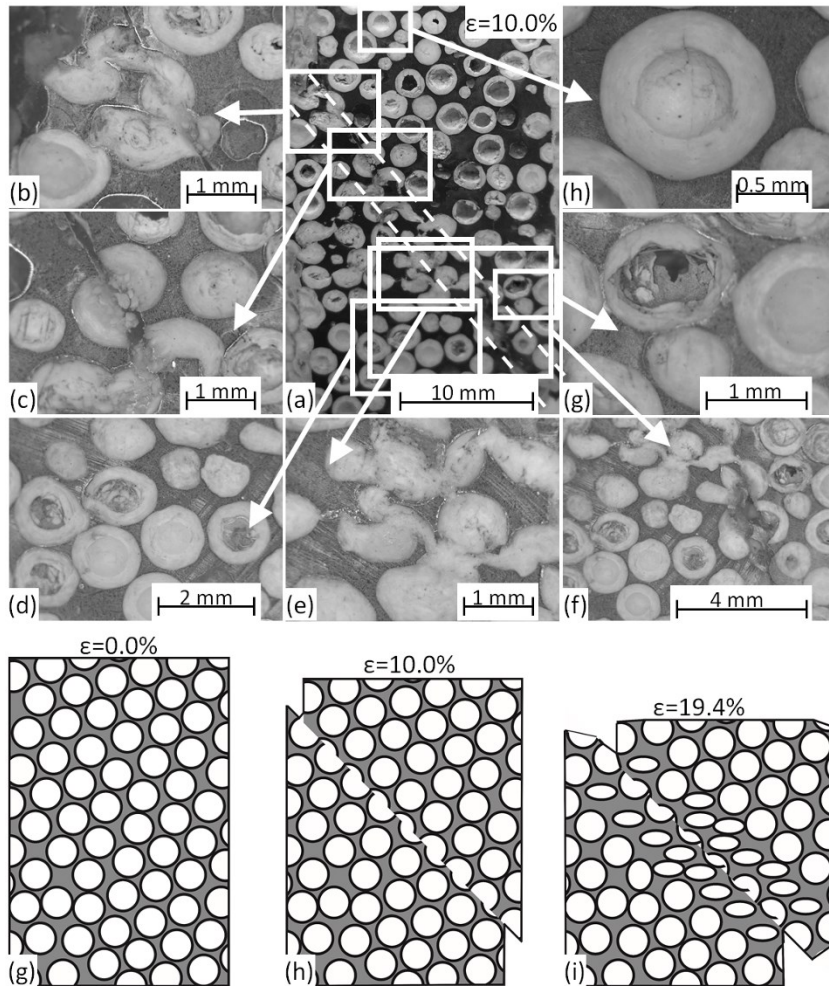 ε=10.0%
(b)
1 mm
(h)
0.5 mm
(c)
1 mm
(a)
10 mm
(g)
1 mm
(d)
2 mm
(e)
1 mm
(f)
4 mm
ε=0.0%
ε=10.0%
ε=19.4%
(g)
(h)
(i)